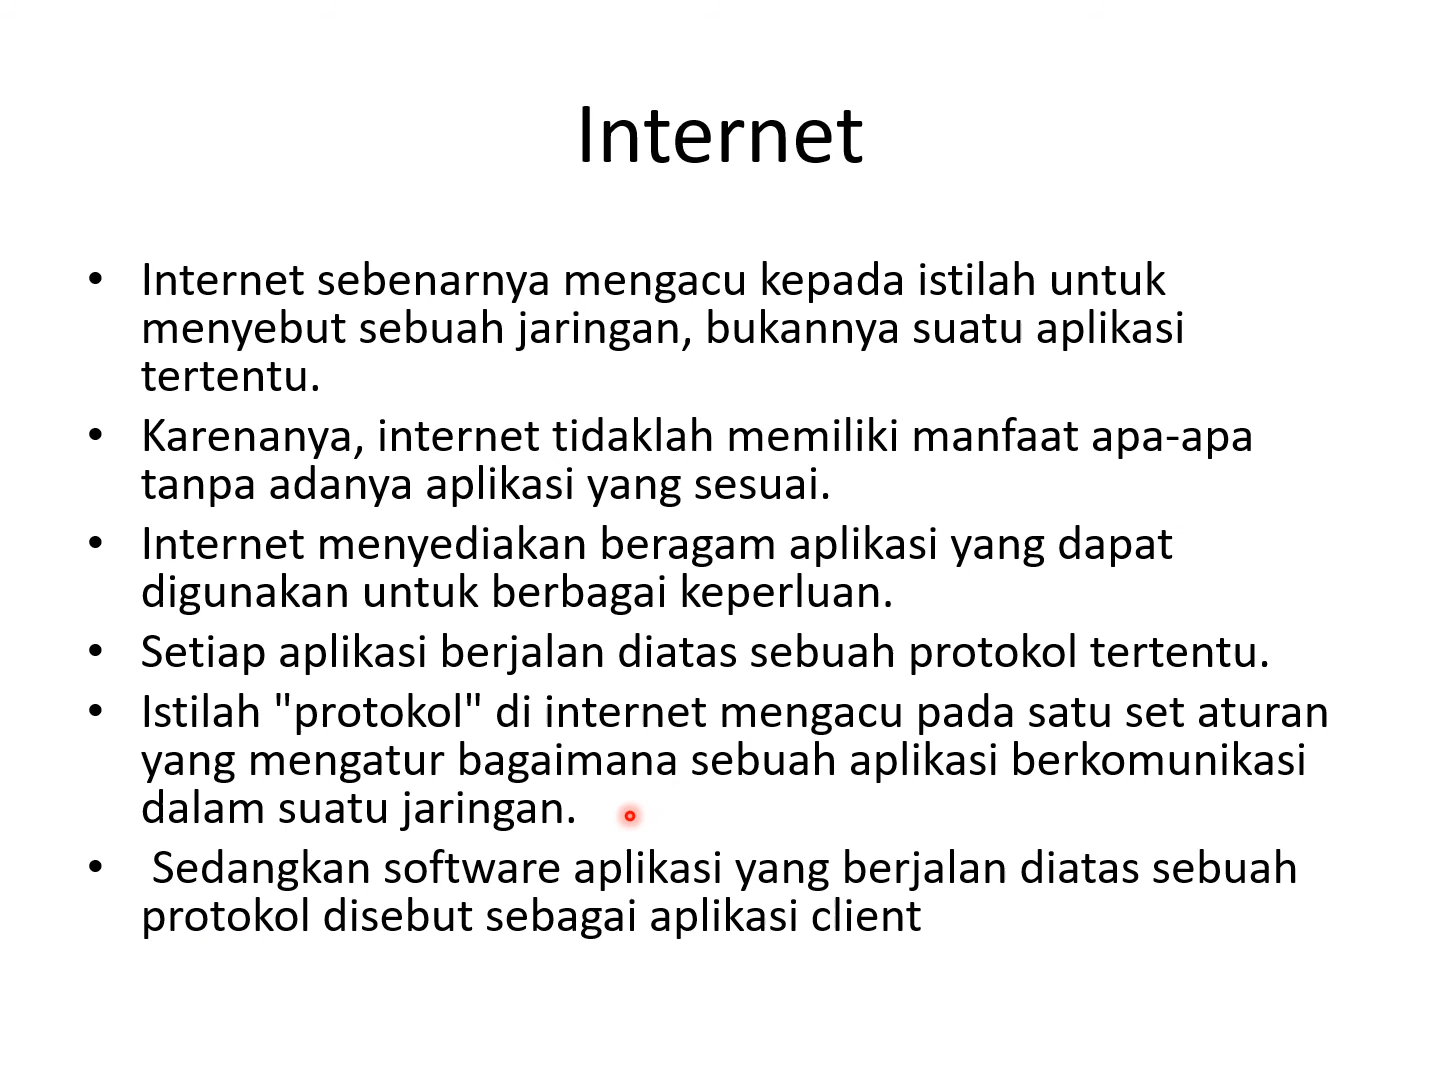 Internet
• Internet sebenarnya mengacu kepada istilah untuk
menyebut sebuah jaringan, bukannya suatu aplikasi
tertentu.
• Karenanya, internet tidaklah memiliki manfaat apa-apa
tanpa adanya aplikasi yang sesuai.
• Internet menyediakan beragam aplikasi yang dapat
digunakan untuk berbagai keperluan.
• Setiap aplikasi berjalan diatas sebuah protokol tertentu.
• Istilah "protokol" di internet mengacu pada satu set aturan
yang mengatur bagaimana sebuah aplikasi berkomunikasi
dalam suatu jaringan.
• Sedangkan software aplikasi yang berjalan diatas sebuah
protokol disebut sebagai aplikasi client